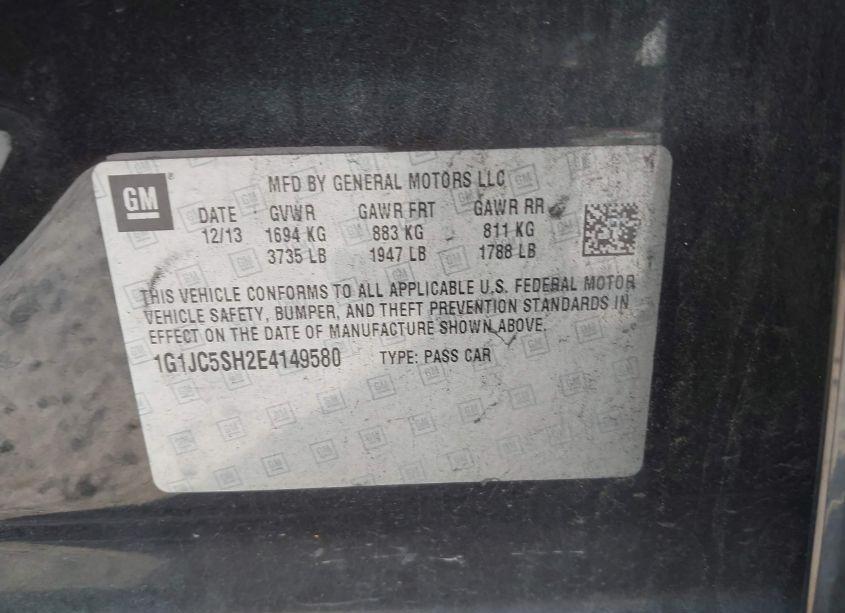 GM
MFD BY GENERAL MOTORS LLC
DATE GVWR GAWR FRT GAWR RR
12/13 1694 KG 883 KG 811 KG
3735 LB 1947 LB 1788 LB
THIS VEHICLE CONFORMS TO ALL APPLICABLE U.S. FEDERAL MOTOR
VEHICLE SAFETY, BUMPER, AND THEFT PREVENTION STANDARDS IN
EFFECT ON THE DATE OF MANUFACTURE SHOWN ABOVE.
1G1JC5SH2E4149580 TYPE: PASS CAR